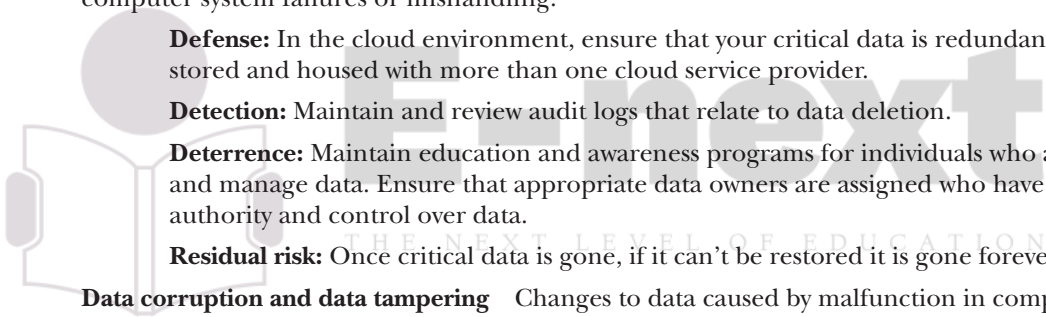 computer system failures or mishandling.
Defense: In the cloud environment, ensure that your critical data is redundan
stored and housed with more than one cloud service provider.
Detection: Maintain and review audit logs that relate to data deletion.
Deterrence: Maintain education and awareness programs for individuals who a
and manage data. Ensure that appropriate data owners are assigned who have
authority and control over data.
E-next
THE NEXT LEVEL OF EDUCATION
Residual risk: Once critical data is gone, if it can’t be restored it is gone foreve
Data corruption and data tampering Changes to data caused by malfunction in comp